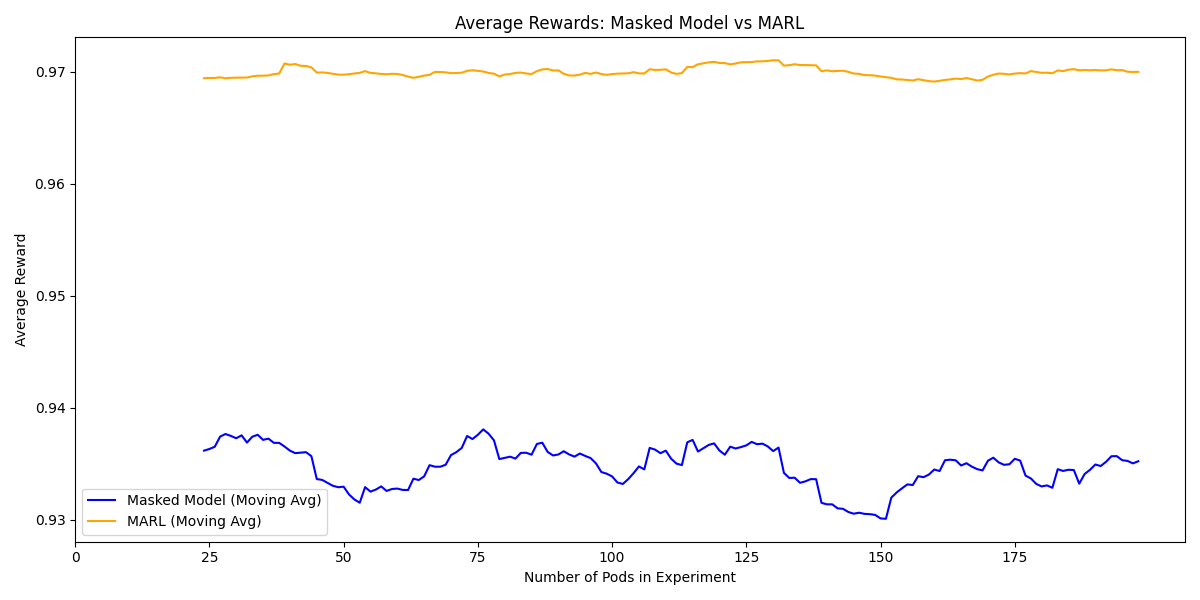 Average Rewards: Masked Model vs MARL
Average Reward
0.97
0.96
0.95
0.94
0.93
Masked Model (Moving Avg)
MARL (Moving Avg)
0 25 50 75 100 125 150 175
Number of Pods in Experiment